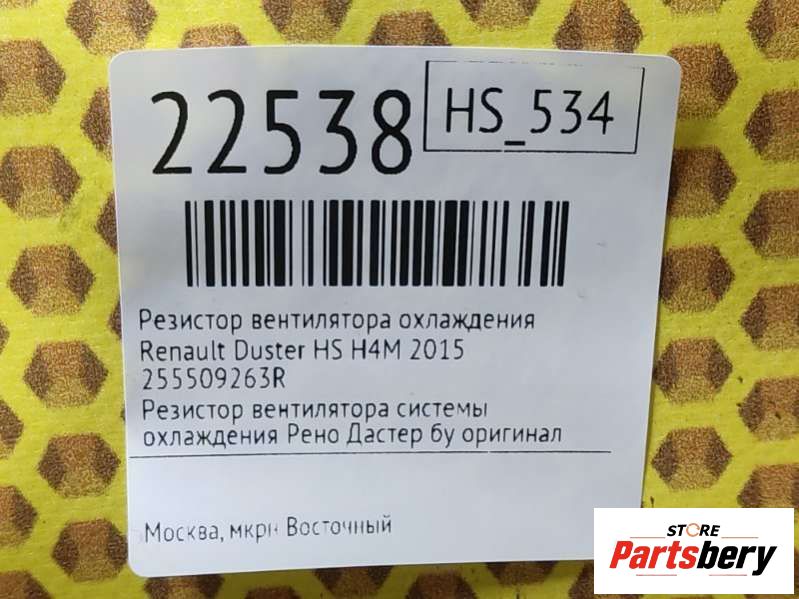 22538
HS_534
Резистор вентилятора охлаждения
Renault Duster HS H4M 2015
255509263R
Резистор вентилятора системы
охлаждения Рено Дастер бу оригинал
Москва, мкрн Восточный
STORE
Partsbery